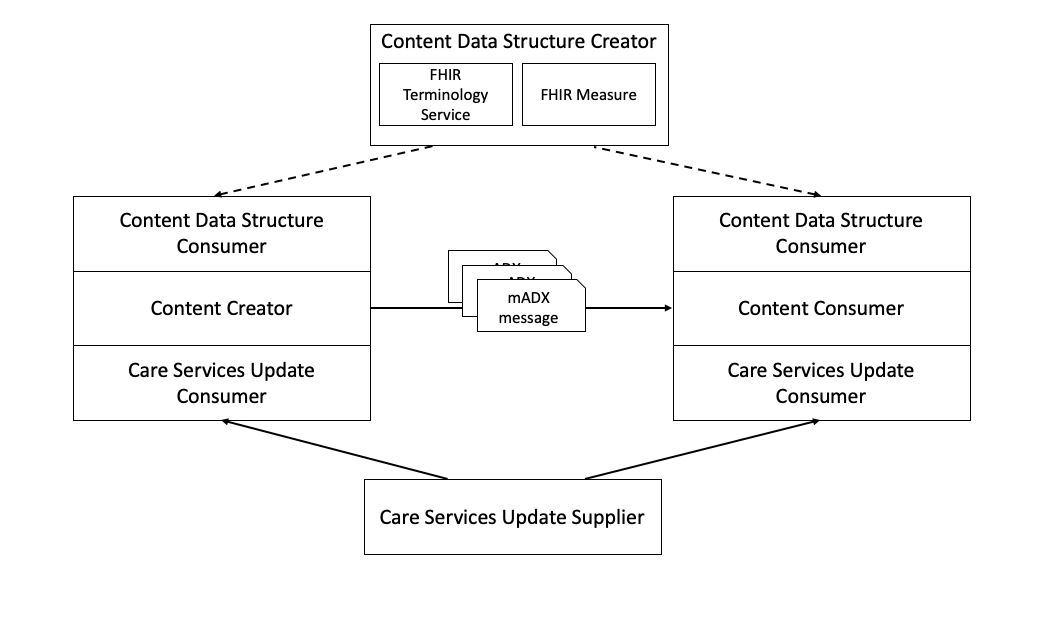 Content Data Structure Creator
FHIR
Terminology
Service
FHIR Measure
Content Data Structure
Consumer
Content Data Structure
Consumer
Content Creator
mADX
message
Content Consumer
Care Services Update
Consumer
Care Services Update
Consumer
Care Services Update Supplier